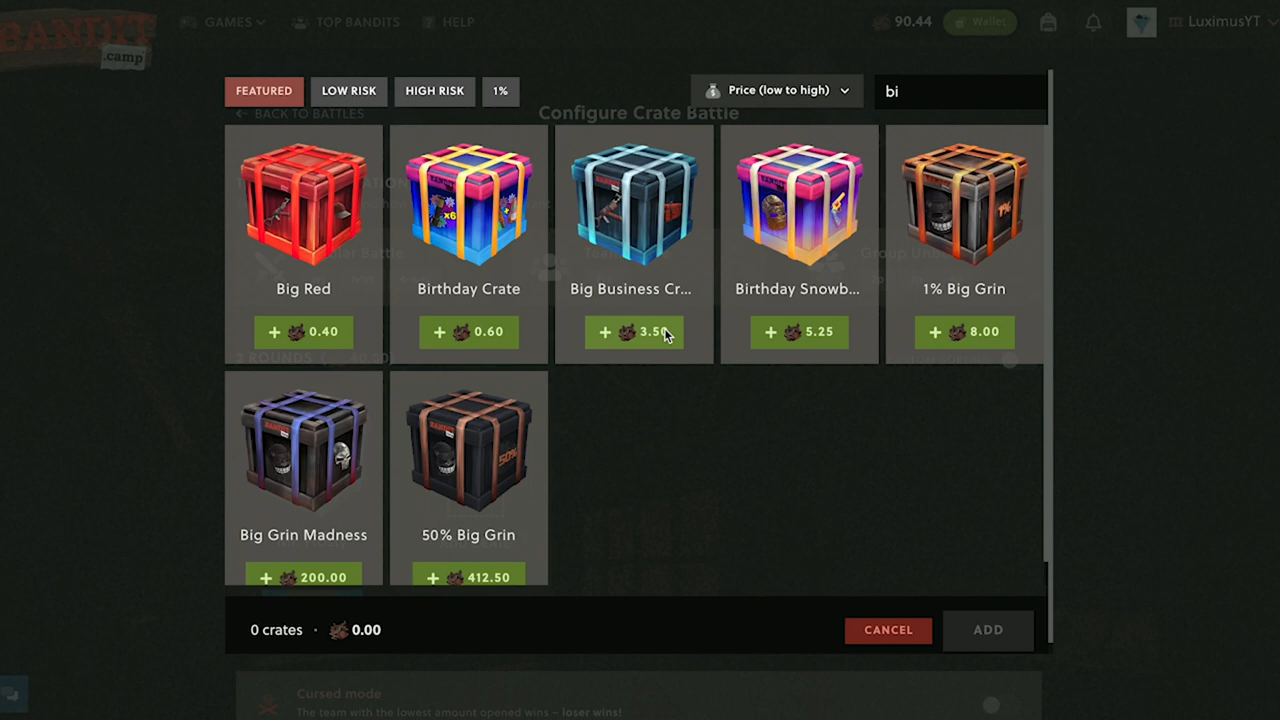 BANDIT
.camp
GAMES
TOP BANDITS
HELP
90.44
Wallet
LuximusYT
FEATURED
LOW RISK
HIGH RISK
1%
Price (low to high)
bi
BACK TO BATTLES
Configure Crate Battle
Big Red
Birthday Crate
Big Business Cr...
Birthday Snowb...
1% Big Grin
+ 0.40
+ 0.60
+ 3.50
+ 5.25
+ 8.00
2 ROUNDS
Big Grin Madness
50% Big Grin
+ 200.00
+ 412.50
0 crates · 0.00
CANCEL
ADD
Cursed mode
The team with the lowest amount opened wins – loser wins!